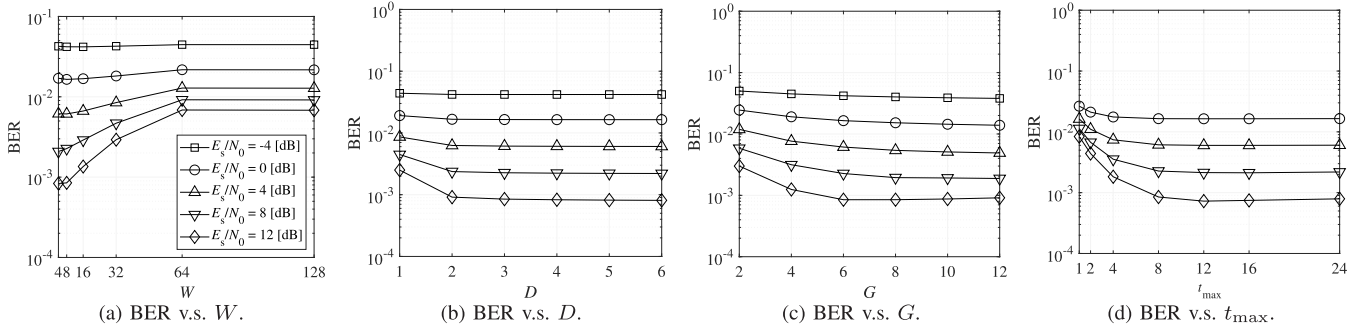 10^-1
10^-2
10^-3
10^-4
BER
E_s/N_0 = -4 [dB]
E_s/N_0 = 0 [dB]
E_s/N_0 = 4 [dB]
E_s/N_0 = 8 [dB]
E_s/N_0 = 12 [dB]
4 8 16 32 64 128
W
(a) BER v.s. W.
10^0
10^-1
10^-2
10^-3
10^-4
BER
1 2 3 4 5 6
D
(b) BER v.s. D.
10^0
10^-1
10^-2
10^-3
10^-4
BER
2 4 6 8 10 12
G
(c) BER v.s. G.
10^0
10^-1
10^-2
10^-3
10^-4
BER
1 2 4 8 12 16 24
t_max
(d) BER v.s. t_max.